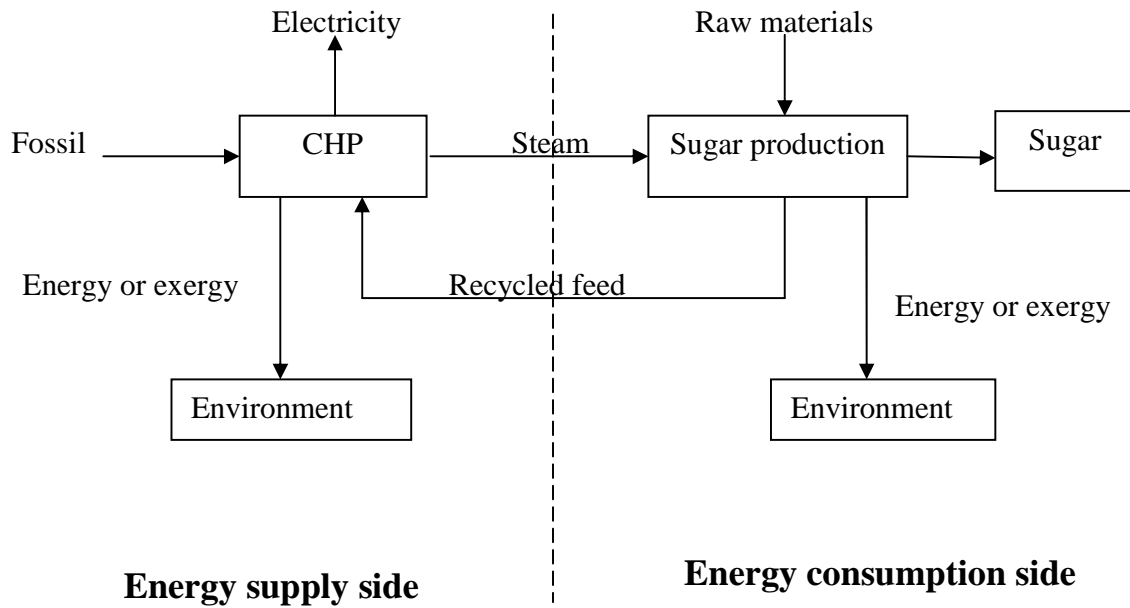 Electricity
Raw materials
Fossil
CHP
Steam
Sugar production
Sugar
Energy or exergy
Recycled feed
Energy or exergy
Environment
Environment
Energy supply side
Energy consumption side